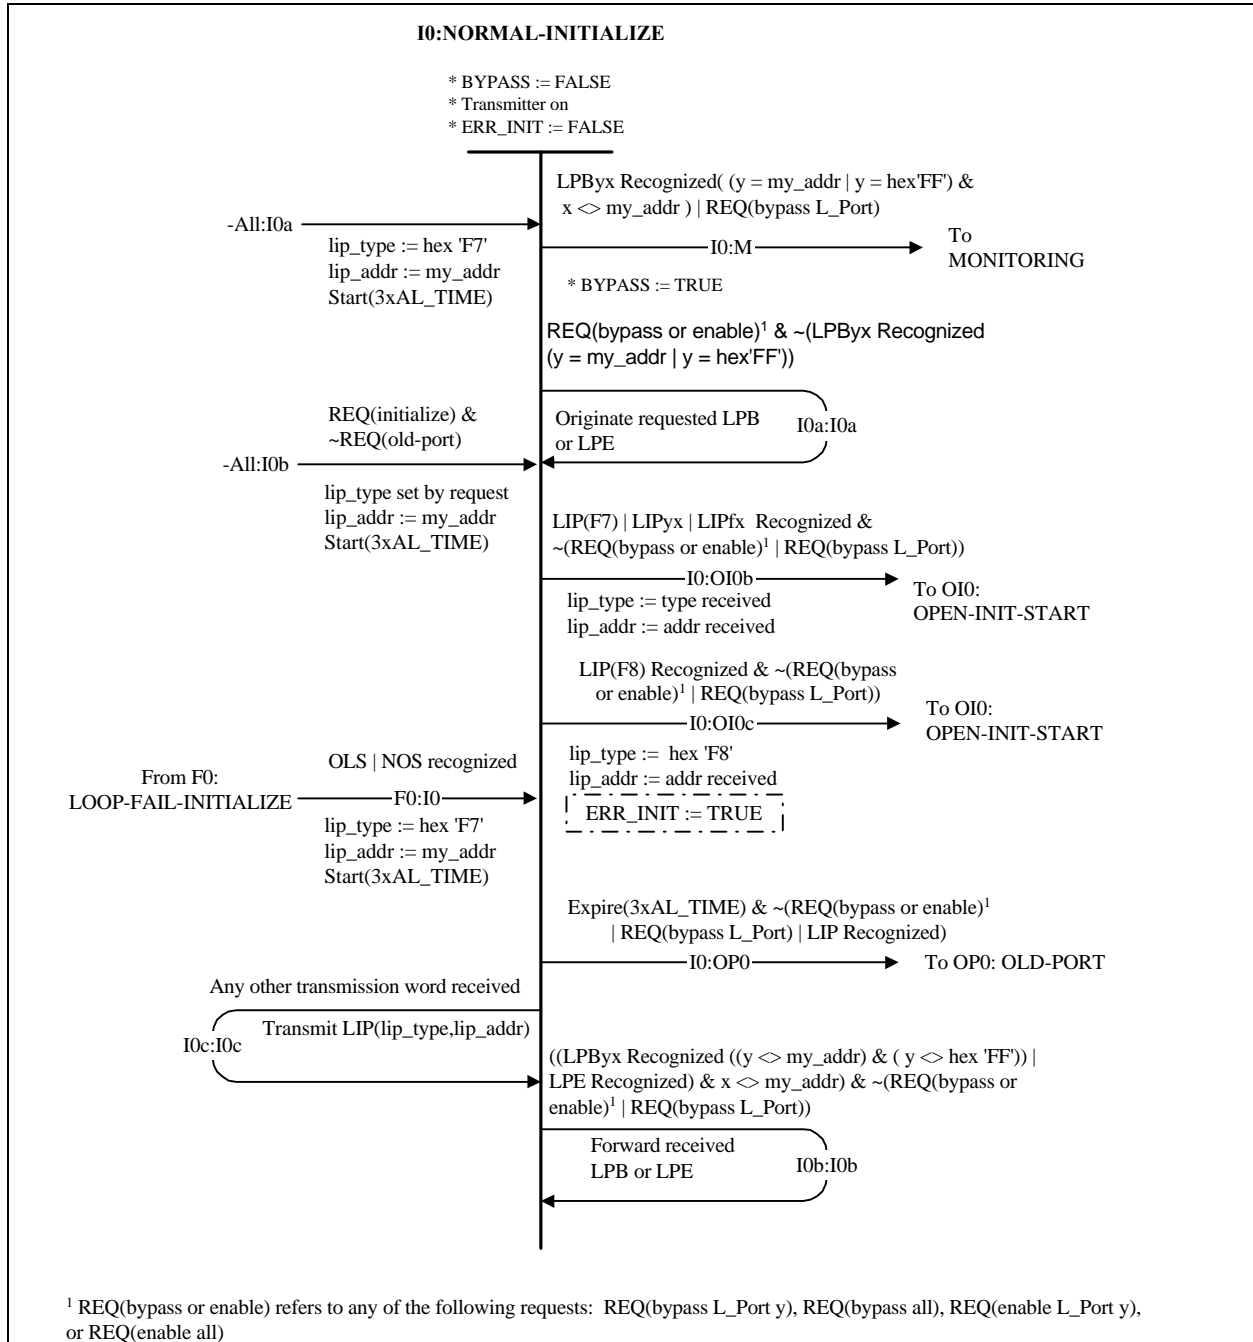 I0:NORMAL-INITIALIZE
* BYPASS := FALSE
* Transmitter on
* ERR_INIT := FALSE
LPByx Recognized( (y = my_addr | y = hex'FF') &
x <> my_addr ) | REQ(bypass L_Port)
-All:I0a
lip_type := hex 'F7'
lip_addr := my_addr
Start(3xAL_TIME)
I0:M
To
MONITORING
* BYPASS := TRUE
REQ(bypass or enable)¹ & ~(LPByx Recognized
(y = my_addr | y = hex'FF'))
REQ(initialize) &
~REQ(old-port)
Originate requested LPB
or LPE
I0a:I0a
-All:I0b
lip_type set by request
lip_addr := my_addr
Start(3xAL_TIME)
LIP(F7) | LIPyx | LIPfx Recognized &
~(REQ(bypass or enable)¹ | REQ(bypass L_Port))
I0:OI0b
To OI0:
OPEN-INIT-START
lip_type := type received
lip_addr := addr received
LIP(F8) Recognized & ~(REQ(bypass
or enable)¹ | REQ(bypass L_Port))
I0:OI0c
To OI0:
OPEN-INIT-START
lip_type := hex 'F8'
lip_addr := addr received
ERR_INIT := TRUE
OLS | NOS recognized
From F0:
LOOP-FAIL-INITIALIZE
F0:I0
lip_type := hex 'F7'
lip_addr := my_addr
Start(3xAL_TIME)
Expire(3xAL_TIME) & ~(REQ(bypass or enable)¹
| REQ(bypass L_Port) | LIP Recognized)
I0:OP0
To OP0: OLD-PORT
Any other transmission word received
Transmit LIP(lip_type,lip_addr)
I0c:I0c
((LPByx Recognized ((y <> my_addr) & ( y <> hex 'FF')) |
LPE Recognized) & x <> my_addr) & ~(REQ(bypass or
enable)¹ | REQ(bypass L_Port))
Forward received
LPB or LPE
I0b:I0b
¹ REQ(bypass or enable) refers to any of the following requests: REQ(bypass L_Port y), REQ(bypass all), REQ(enable L_Port y),
or REQ(enable all)